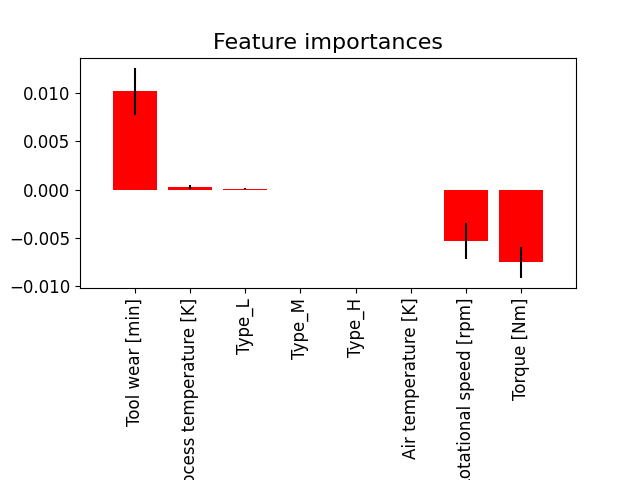 Feature importances
0.010
0.005
0.000
−0.005
−0.010
Tool wear [min]
ocess temperature [K]
Type_L
Type_M
Type_H
Air temperature [K]
otational speed [rpm]
Torque [Nm]